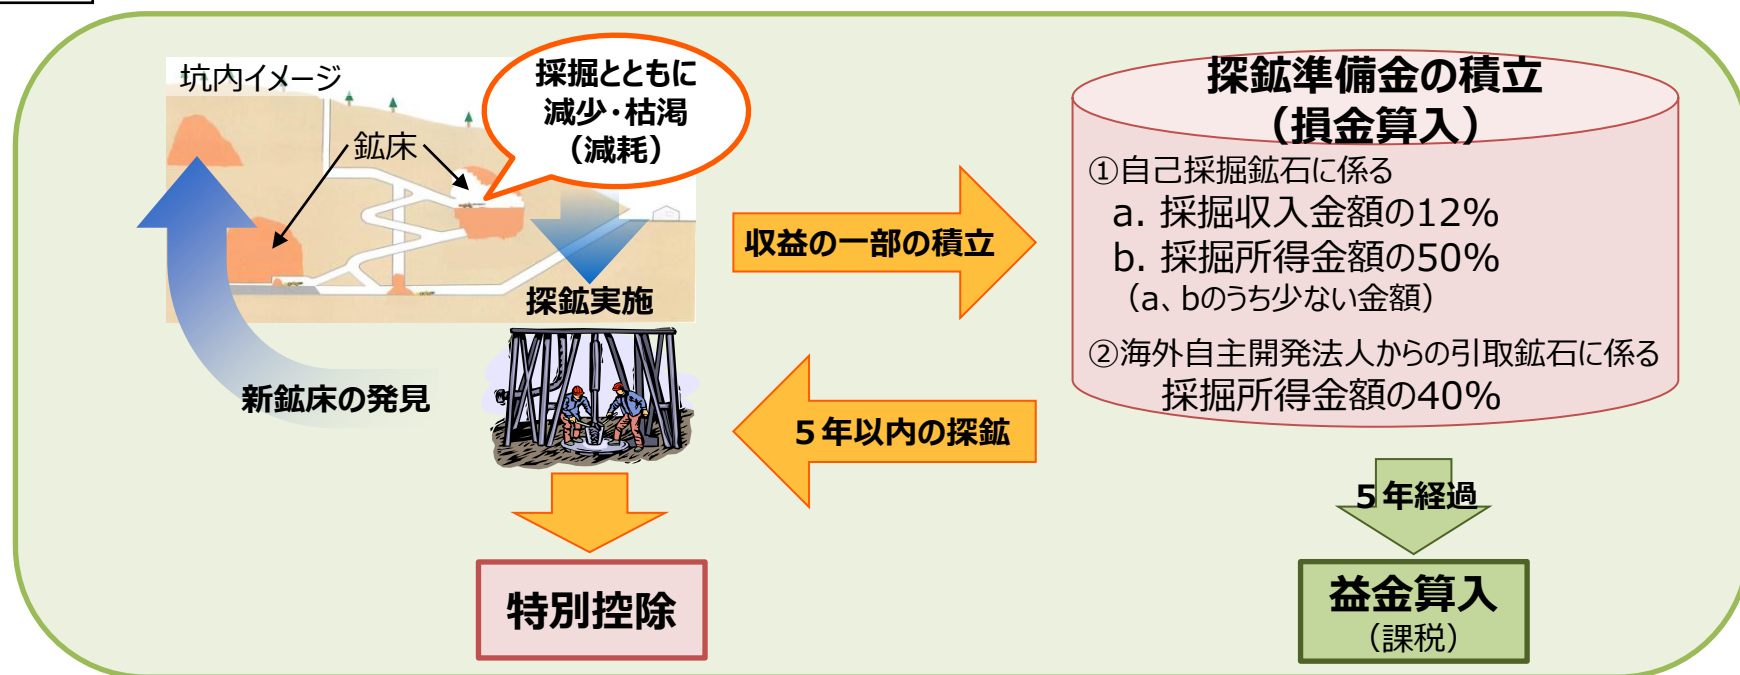 坑内イメージ
鉱床
採掘とともに
減少・枯渇
（減耗）
探鉱実施
新鉱床の発見
収益の一部の積立
５年以内の探鉱
特別控除
探鉱準備金の積立
（損金算入）
①自己採掘鉱石に係る
a. 採掘収入金額の12%
b. 採掘所得金額の50%
（a、bのうち少ない金額）
②海外自主開発法人からの引取鉱石に係る
採掘所得金額の40%
５年経過
益金算入
（課税）